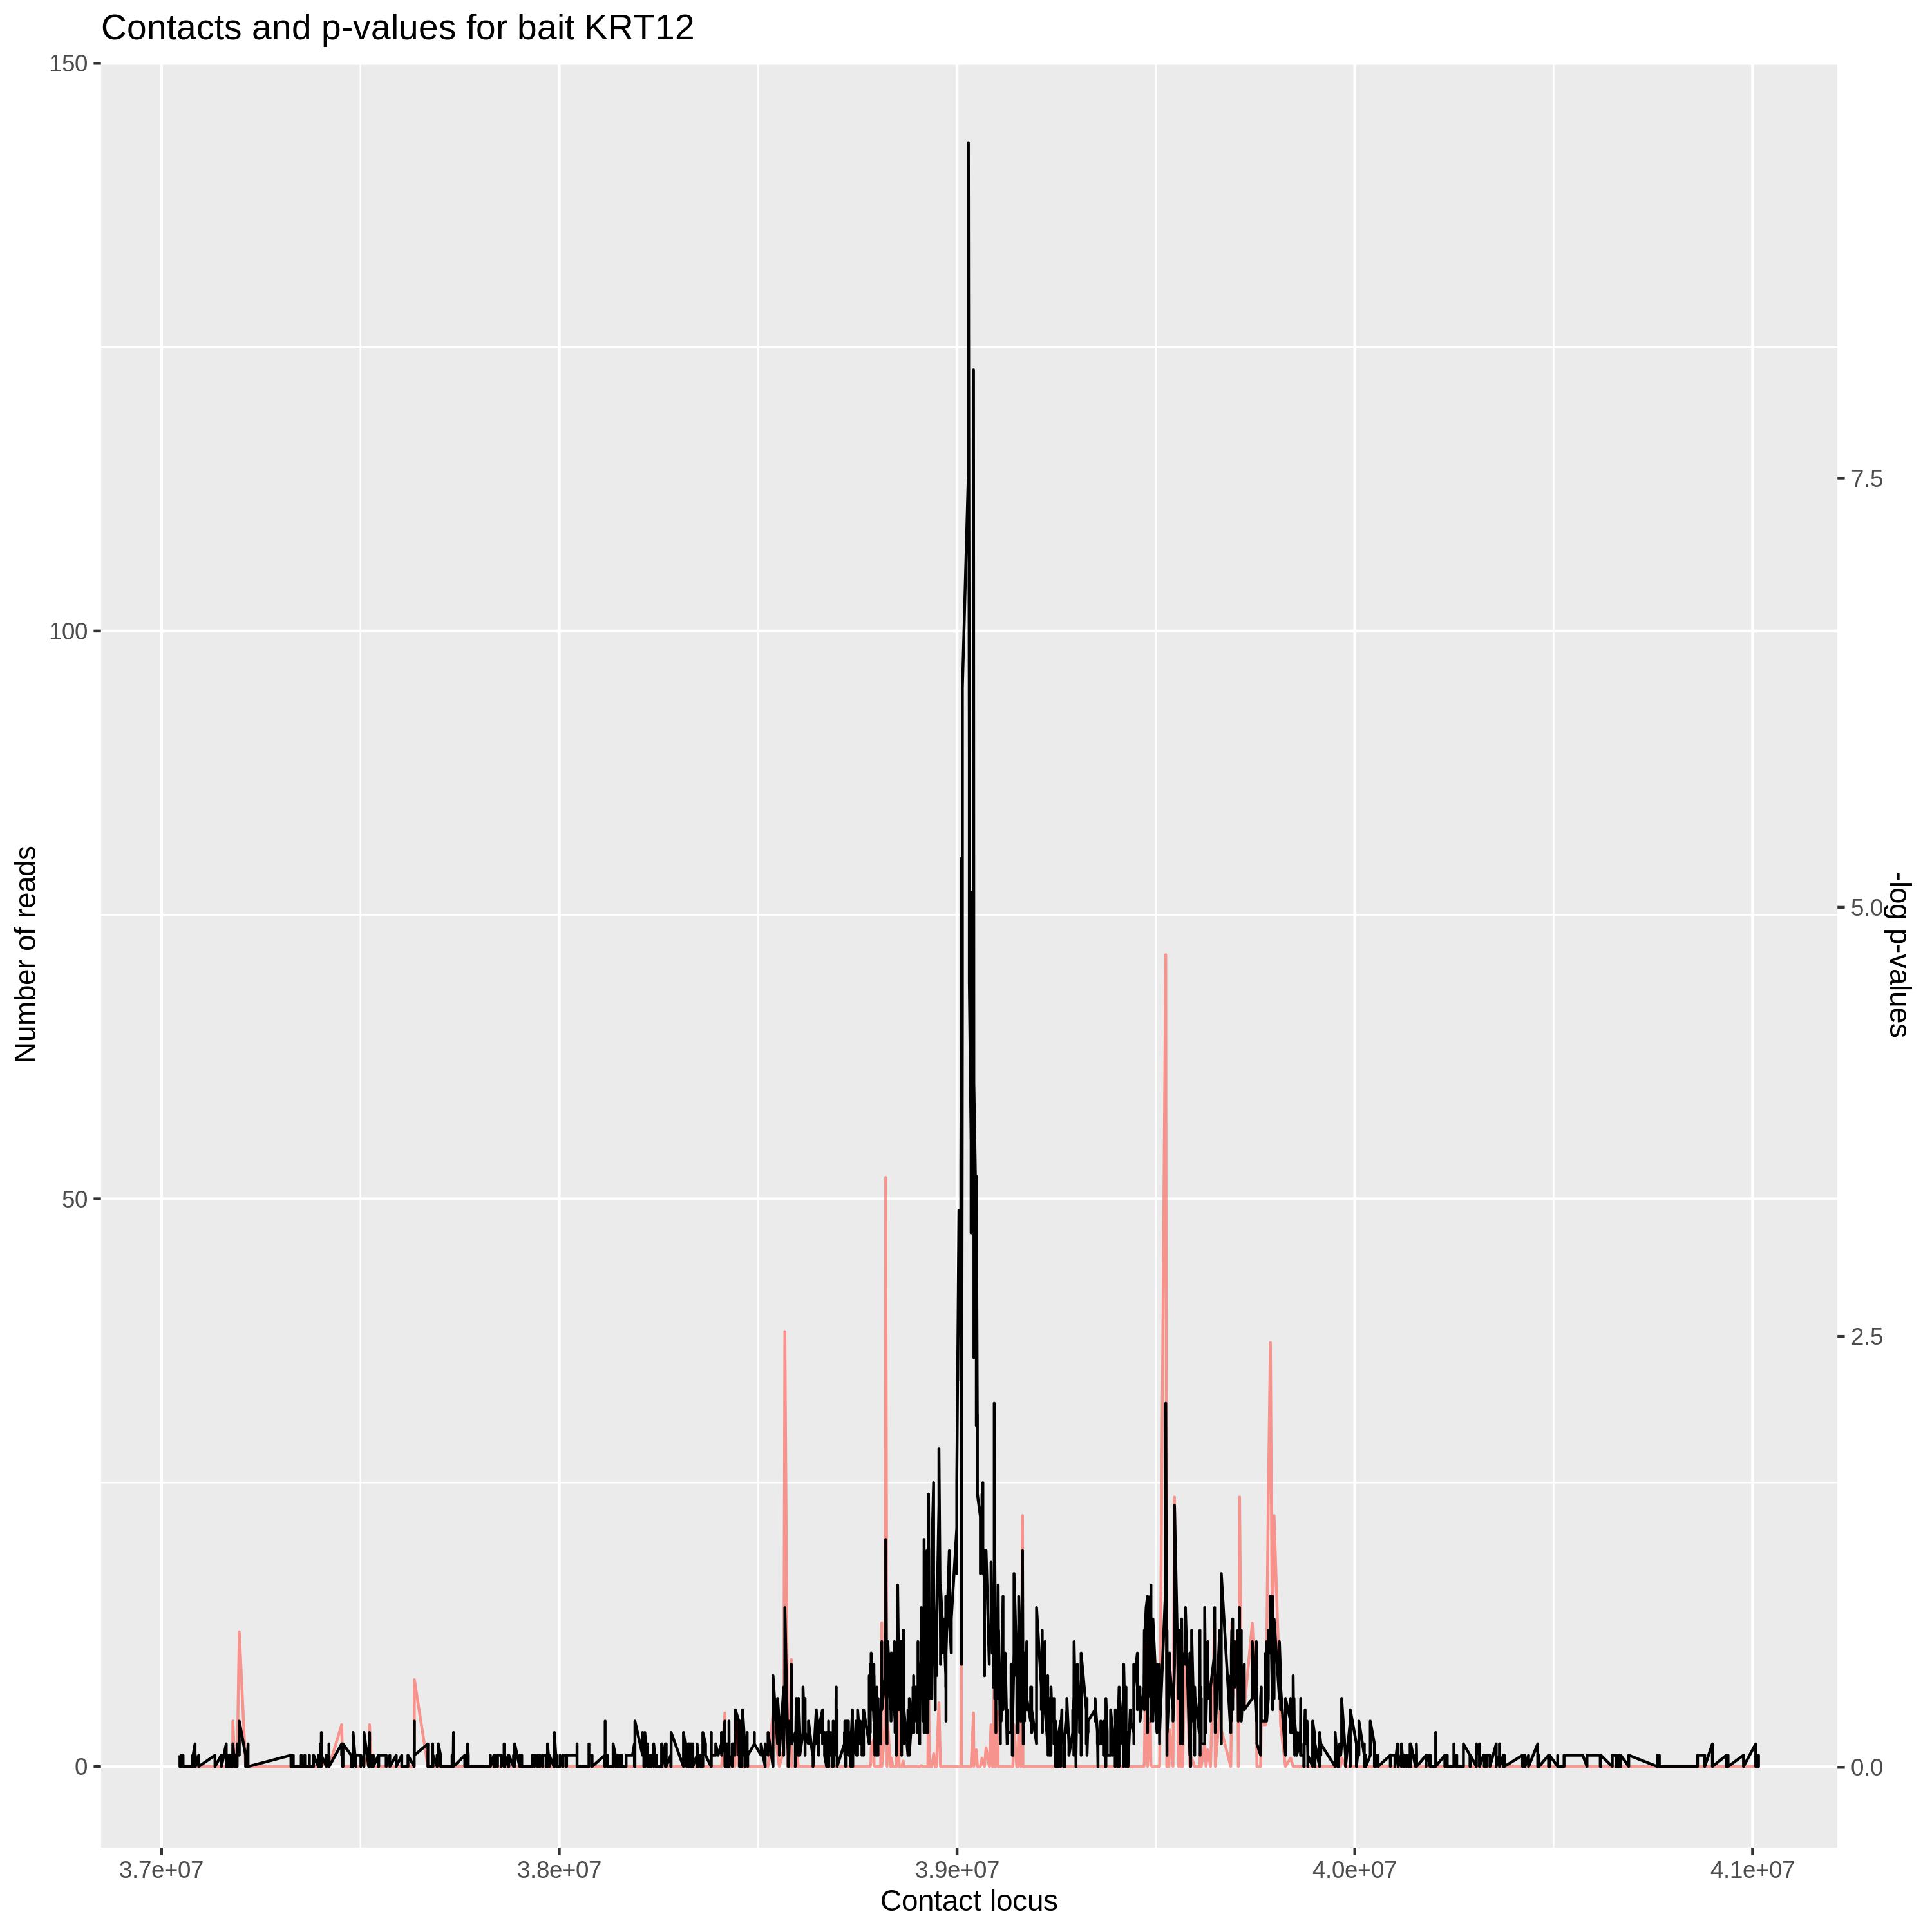 Contacts and p-values for bait KRT12
150
100
50
0
Number of reads
7.5
5.0
2.5
0.0
-log p-values
3.7e+07
3.8e+07
3.9e+07
4.0e+07
4.1e+07
Contact locus